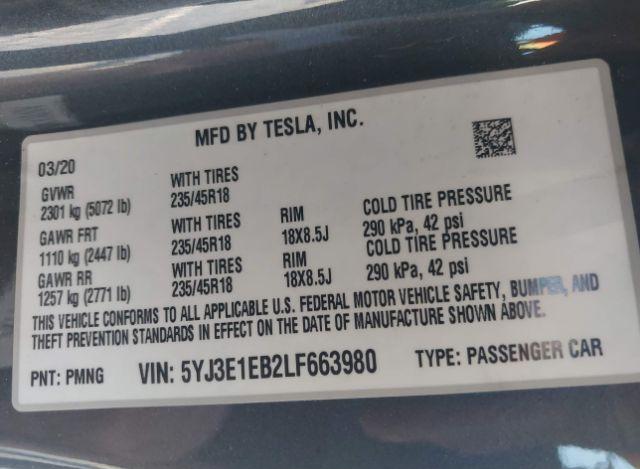 MFD BY TESLA, INC.
03/20
GVWR WITH TIRES
2301 kg (5072 lb) 235/45R18
GAWR FRT WITH TIRES RIM COLD TIRE PRESSURE
1110 kg (2447 lb) 235/45R18 18X8.5J 290 kPa, 42 psi
GAWR RR WITH TIRES RIM COLD TIRE PRESSURE
1257 kg (2771 lb) 235/45R18 18X8.5J 290 kPa, 42 psi
THIS VEHICLE CONFORMS TO ALL APPLICABLE U.S. FEDERAL MOTOR VEHICLE SAFETY, BUMPER, AND
THEFT PREVENTION STANDARDS IN EFFECT ON THE DATE OF MANUFACTURE SHOWN ABOVE.
PNT: PMNG VIN: 5YJ3E1EB2LF663980 TYPE: PASSENGER CAR